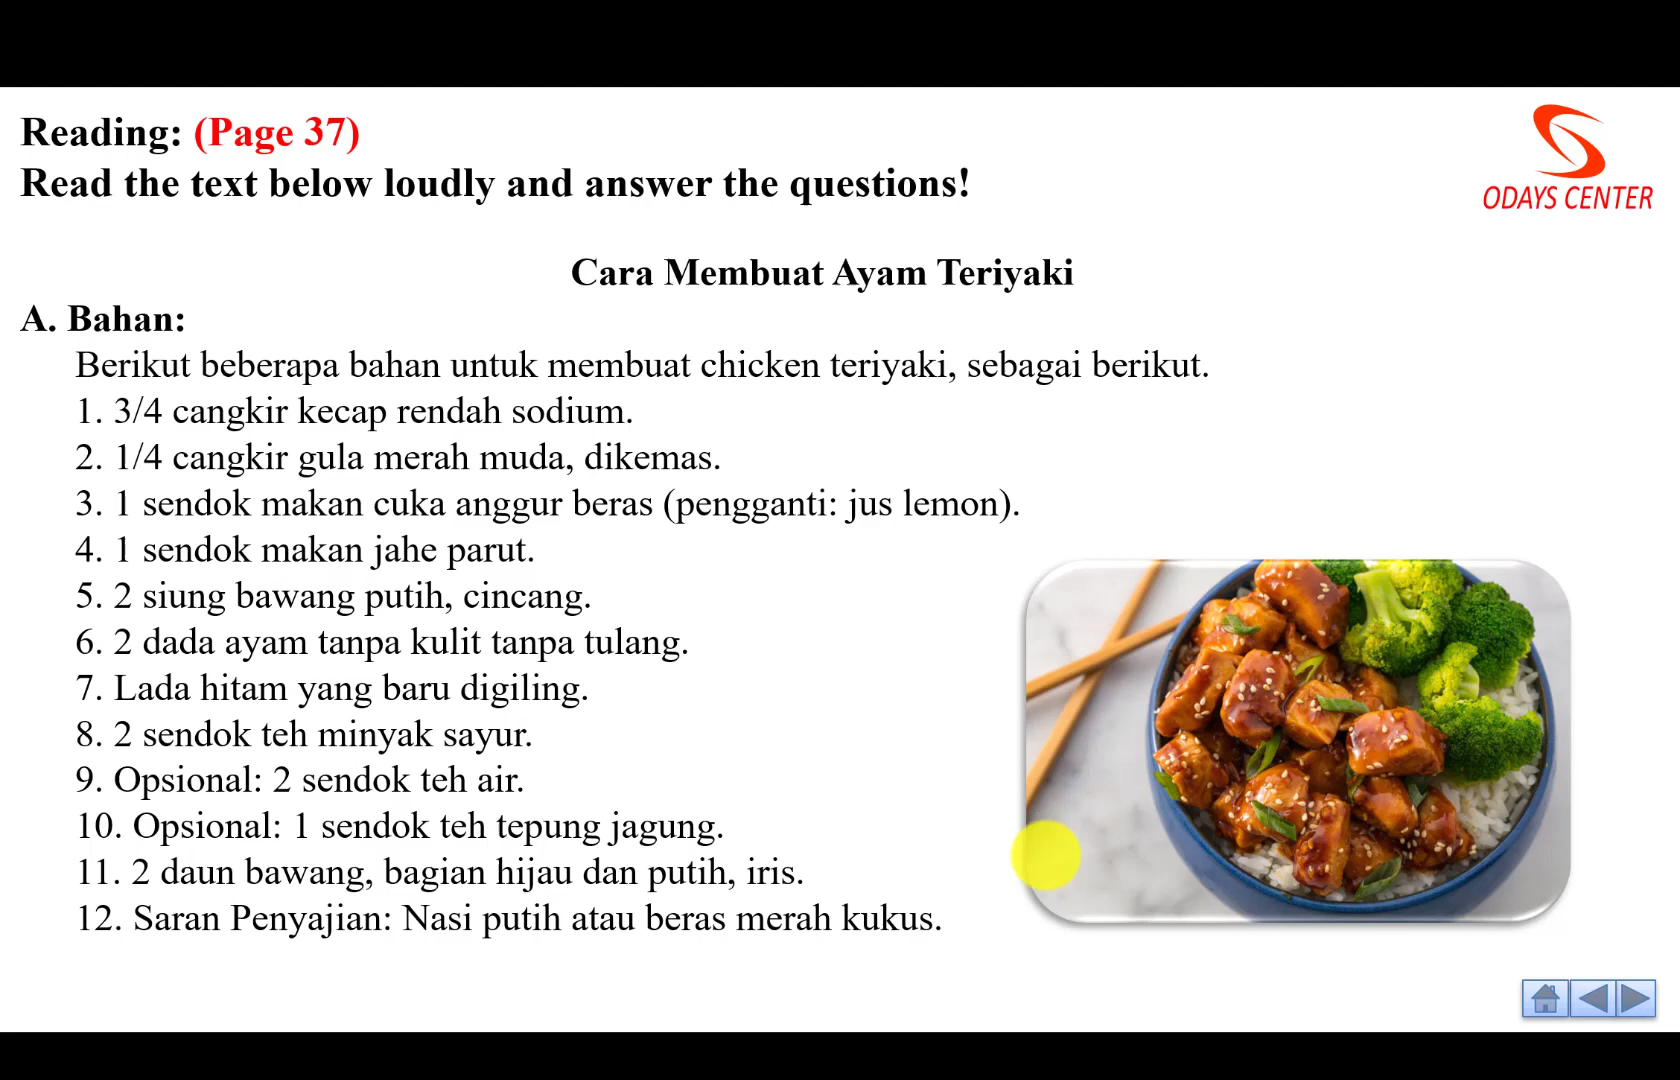 Reading: (Page 37)
Read the text below loudly and answer the questions!
ODAYS CENTER
Cara Membuat Ayam Teriyaki
A. Bahan:
Berikut beberapa bahan untuk membuat chicken teriyaki, sebagai berikut.
1. 3/4 cangkir kecap rendah sodium.
2. 1/4 cangkir gula merah muda, dikemas.
3. 1 sendok makan cuka anggur beras (pengganti: jus lemon).
4. 1 sendok makan jahe parut.
5. 2 siung bawang putih, cincang.
6. 2 dada ayam tanpa kulit tanpa tulang.
7. Lada hitam yang baru digiling.
8. 2 sendok teh minyak sayur.
9. Opsional: 2 sendok teh air.
10. Opsional: 1 sendok teh tepung jagung.
11. 2 daun bawang, bagian hijau dan putih, iris.
12. Saran Penyajian: Nasi putih atau beras merah kukus.